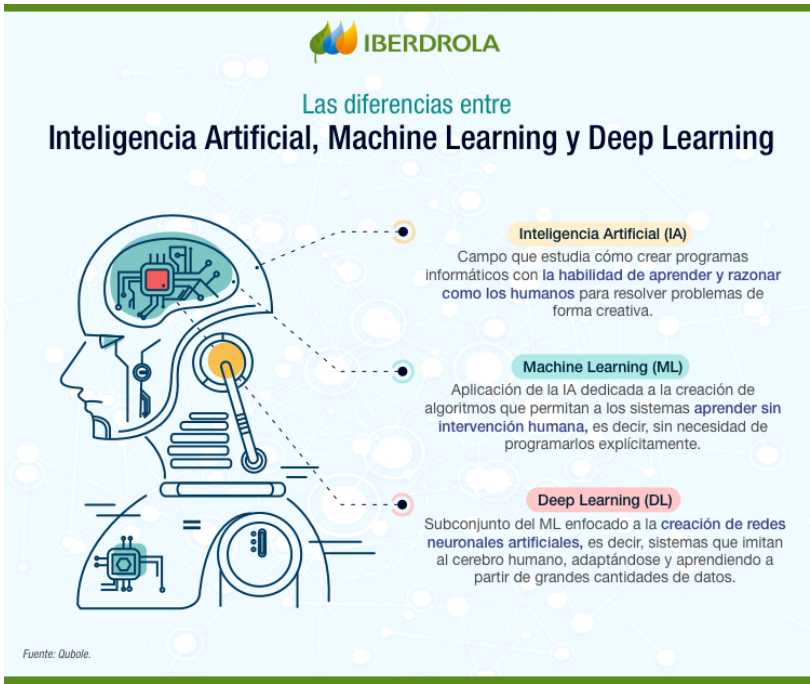 IBERDROLA
Las diferencias entre
Inteligencia Artificial, Machine Learning y Deep Learning
Inteligencia Artificial (IA)
Campo que estudia cómo crear programas
informáticos con la habilidad de aprender y razonar
como los humanos para resolver problemas de
forma creativa.
Machine Learning (ML)
Aplicación de la IA dedicada a la creación de
algoritmos que permitan a los sistemas aprender sin
intervención humana, es decir, sin necesidad de
programarlos explícitamente.
Deep Learning (DL)
Subconjunto del ML enfocado a la creación de redes
neuronales artificiales, es decir, sistemas que imitan
al cerebro humano, adaptándose y aprendiendo a
partir de grandes cantidades de datos.
Fuente: Qubole.